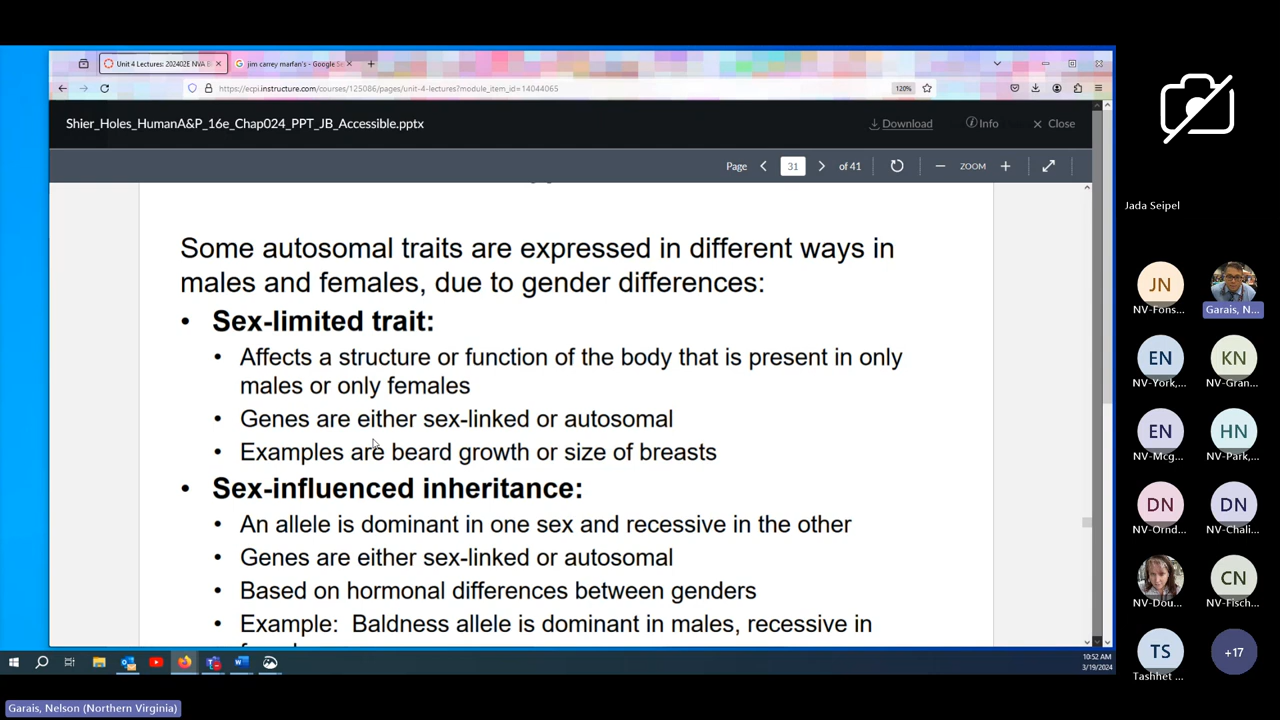 Unit 4 Lectures: 202402E NVA B
jim carrey marfan's - Google Se
ecpi.instructure.com/courses/125086/pages/unit-4-lectures?module_item_id=14044065
120%
Shier_Holes_HumanA&P_16e_Chap024_PPT_JB_Accessible.pptx
Download
Info
Close
Page
31
of 41
ZOOM
Some autosomal traits are expressed in different ways in
males and females, due to gender differences:
• Sex-limited trait:
• Affects a structure or function of the body that is present in only
males or only females
• Genes are either sex-linked or autosomal
• Examples are beard growth or size of breasts
• Sex-influenced inheritance:
• An allele is dominant in one sex and recessive in the other
• Genes are either sex-linked or autosomal
• Based on hormonal differences between genders
• Example: Baldness allele is dominant in males, recessive in
10:52 AM
3/19/2024
Garais, Nelson (Northern Virginia)
Jada Seipel
JN
NV-Fons...
Garais, N...
EN
NV-York,...
KN
NV-Gran...
EN
NV-Mcg...
HN
NV-Park,...
DN
NV-Ornd...
DN
NV-Chali...
NV-Dou...
CN
NV-Fisch...
TS
Tashhet ...
+17